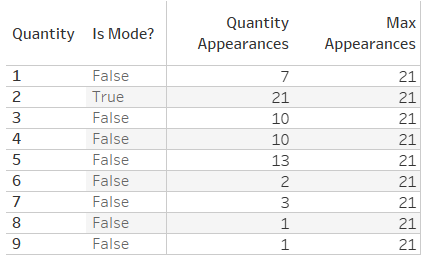 Quantity Is Mode? Quantity Appearances Max Appearances
1 False 7 21
2 True 21 21
3 False 10 21
4 False 10 21
5 False 13 21
6 False 2 21
7 False 3 21
8 False 1 21
9 False 1 21